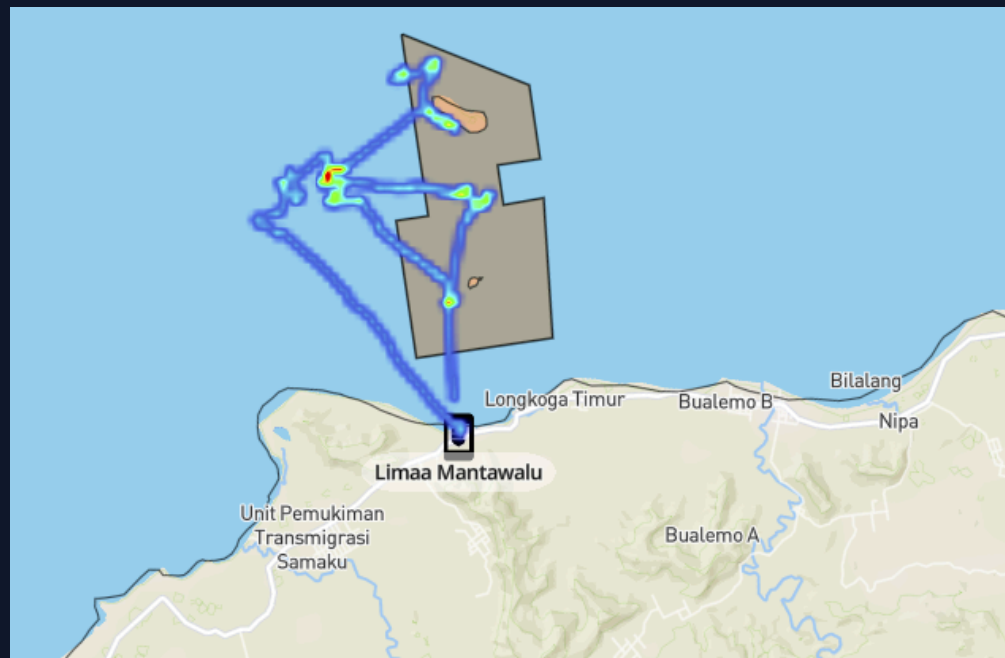 Bilalang
Longkoga Timur
Bualemo B
Nipa
Limaa Mantawalu
Unit Pemukiman
Transmigrasi
Samaku
Bualemo A